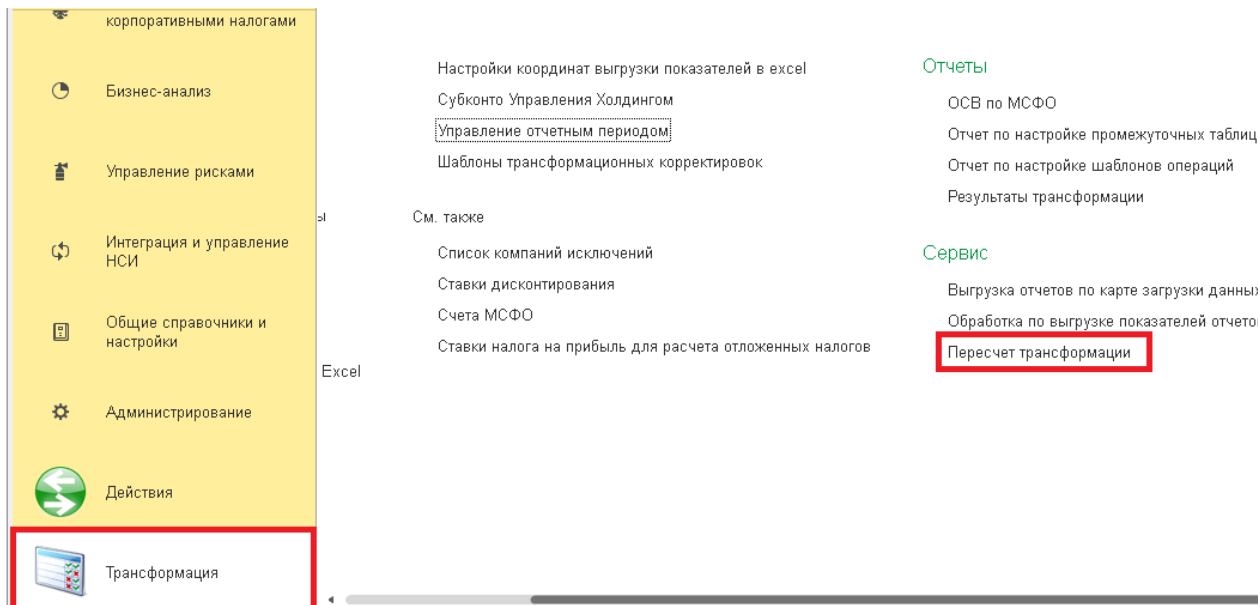 корпоративными налогами
Бизнес-анализ
Управление рисками
Интеграция и управление
НСИ
Общие справочники и
настройки
Администрирование
Действия
Трансформация
ы
Excel
Настройки координат выгрузки показателей в excel
Субконто Управления Холдингом
Управление отчетным периодом
Шаблоны трансформационных корректировок
См. также
Список компаний исключений
Ставки дисконтирования
Счета МСФО
Ставки налога на прибыль для расчета отложенных налогов
Отчеты
ОСВ по МСФО
Отчет по настройке промежуточных таблиц
Отчет по настройке шаблонов операций
Результаты трансформации
Сервис
Выгрузка отчетов по карте загрузки данных
Обработка по выгрузке показателей отчетов
Пересчет трансформации